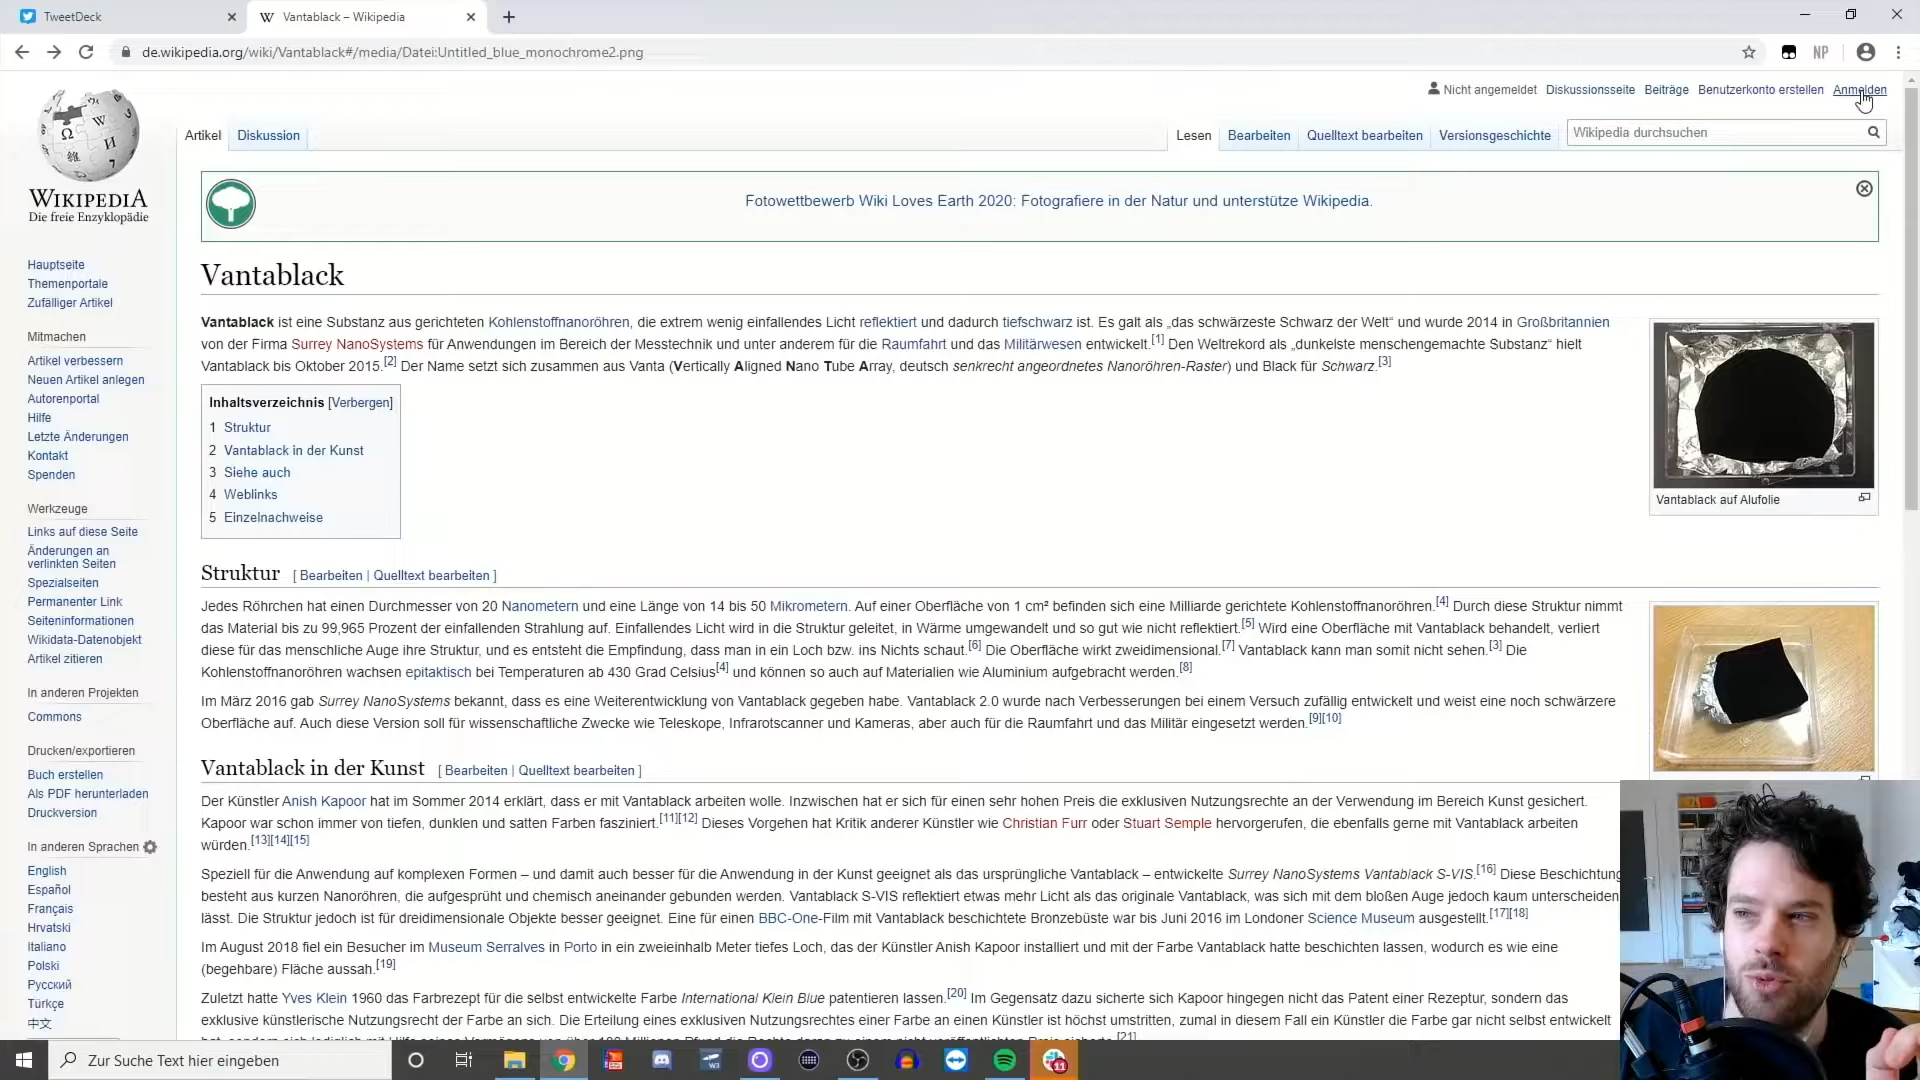 TweetDeck
Vantablack – Wikipedia
de.wikipedia.org/wiki/Vantablack#/media/Datei:Untitled_blue_monochrome2.png
NP
Nicht angemeldet Diskussionsseite Beiträge Benutzerkonto erstellen Anmelden
Artikel Diskussion
Lesen Bearbeiten Quelltext bearbeiten Versionsgeschichte Wikipedia durchsuchen
WIKIPEDIA
Die freie Enzyklopädie
Hauptseite
Themenportale
Zufälliger Artikel
Mitmachen
Artikel verbessern
Neuen Artikel anlegen
Autorenportal
Hilfe
Letzte Änderungen
Kontakt
Spenden
Werkzeuge
Links auf diese Seite
Änderungen an
verlinkten Seiten
Spezialseiten
Permanenter Link
Seiteninformationen
Wikidata-Datenobjekt
Artikel zitieren
In anderen Projekten
Commons
Drucken/exportieren
Buch erstellen
Als PDF herunterladen
Druckversion
In anderen Sprachen
English
Español
Français
Hrvatski
Italiano
Polski
Русский
Türkçe
中文
Fotowettbewerb Wiki Loves Earth 2020: Fotografiere in der Natur und unterstütze Wikipedia.
Vantablack
Vantablack ist eine Substanz aus gerichteten Kohlenstoffnanoröhren, die extrem wenig einfallendes Licht reflektiert und dadurch tiefschwarz ist. Es galt als „das schwärzeste Schwarz der Welt“ und wurde 2014 in Großbritannien
von der Firma Surrey NanoSystems für Anwendungen im Bereich der Messtechnik und unter anderem für die Raumfahrt und das Militärwesen entwickelt.[1] Den Weltrekord als „dunkelste menschengemachte Substanz“ hielt
Vantablack bis Oktober 2015.[2] Der Name setzt sich zusammen aus Vanta (Vertically Aligned Nano Tube Array, deutsch senkrecht angeordnetes Nanoröhren-Raster) und Black für Schwarz.[3]
Vantablack auf Alufolie
Inhaltsverzeichnis [Verbergen]
1 Struktur
2 Vantablack in der Kunst
3 Siehe auch
4 Weblinks
5 Einzelnachweise
Struktur [ Bearbeiten | Quelltext bearbeiten ]
Jedes Röhrchen hat einen Durchmesser von 20 Nanometern und eine Länge von 14 bis 50 Mikrometern. Auf einer Oberfläche von 1 cm² befinden sich eine Milliarde gerichtete Kohlenstoffnanoröhren.[4] Durch diese Struktur nimmt
das Material bis zu 99,965 Prozent der einfallenden Strahlung auf. Einfallendes Licht wird in die Struktur geleitet, in Wärme umgewandelt und so gut wie nicht reflektiert.[5] Wird eine Oberfläche mit Vantablack behandelt, verliert
diese für das menschliche Auge ihre Struktur, und es entsteht die Empfindung, dass man in ein Loch bzw. ins Nichts schaut.[6] Die Oberfläche wirkt zweidimensional.[7] Vantablack kann man somit nicht sehen.[3] Die
Kohlenstoffnanoröhren wachsen epitaktisch bei Temperaturen ab 430 Grad Celsius[4] und können so auch auf Materialien wie Aluminium aufgebracht werden.[8]
Im März 2016 gab Surrey NanoSystems bekannt, dass es eine Weiterentwicklung von Vantablack gegeben habe. Vantablack 2.0 wurde nach Verbesserungen bei einem Versuch zufällig entwickelt und weist eine noch schwärzere
Oberfläche auf. Auch diese Version soll für wissenschaftliche Zwecke wie Teleskope, Infrarotscanner und Kameras, aber auch für die Raumfahrt und das Militär eingesetzt werden.[9][10]
Vantablack in der Kunst [ Bearbeiten | Quelltext bearbeiten ]
Der Künstler Anish Kapoor hat im Sommer 2014 erklärt, dass er mit Vantablack arbeiten wolle. Inzwischen hat er sich für einen sehr hohen Preis die exklusiven Nutzungsrechte an der Verwendung im Bereich Kunst gesichert.
Kapoor war schon immer von tiefen, dunklen und satten Farben fasziniert.[11][12] Dieses Vorgehen hat Kritik anderer Künstler wie Christian Furr oder Stuart Semple hervorgerufen, die ebenfalls gerne mit Vantablack arbeiten
würden.[13][14][15]
Speziell für die Anwendung auf komplexen Formen – und damit auch besser für die Anwendung in der Kunst geeignet als das ursprüngliche Vantablack – entwickelte Surrey NanoSystems Vantablack S-VIS.[16] Diese Beschichtung
besteht aus kurzen Nanoröhren, die aufgesprüht und chemisch aneinander gebunden werden. Vantablack S-VIS reflektiert etwas mehr Licht als das originale Vantablack, was sich mit dem bloßen Auge jedoch kaum unterscheiden
lässt. Die Struktur jedoch ist für dreidimensionale Objekte besser geeignet. Eine für einen BBC-One-Film mit Vantablack beschichtete Bronzebüste war bis Juni 2016 im Londoner Science Museum ausgestellt.[17][18]
Im August 2018 fiel ein Besucher im Museum Serralves in Porto in ein zweieinhalb Meter tiefes Loch, das der Künstler Anish Kapoor installiert und mit der Farbe Vantablack hatte beschichten lassen, wodurch es wie eine
(begehbare) Fläche aussah.[19]
Zuletzt hatte Yves Klein 1960 das Farbrezept für die selbst entwickelte Farbe International Klein Blue patentieren lassen.[20] Im Gegensatz dazu sicherte sich Kapoor hingegen nicht das Patent einer Rezeptur, sondern das
exklusive künstlerische Nutzungsrecht der Farbe an sich. Die Erteilung eines exklusiven Nutzungsrechtes einer Farbe an einen Künstler ist höchst umstritten, zumal in diesem Fall ein Künstler die Farbe gar nicht selbst entwickelt
[21]
Zur Suche Text hier eingeben
W3
11